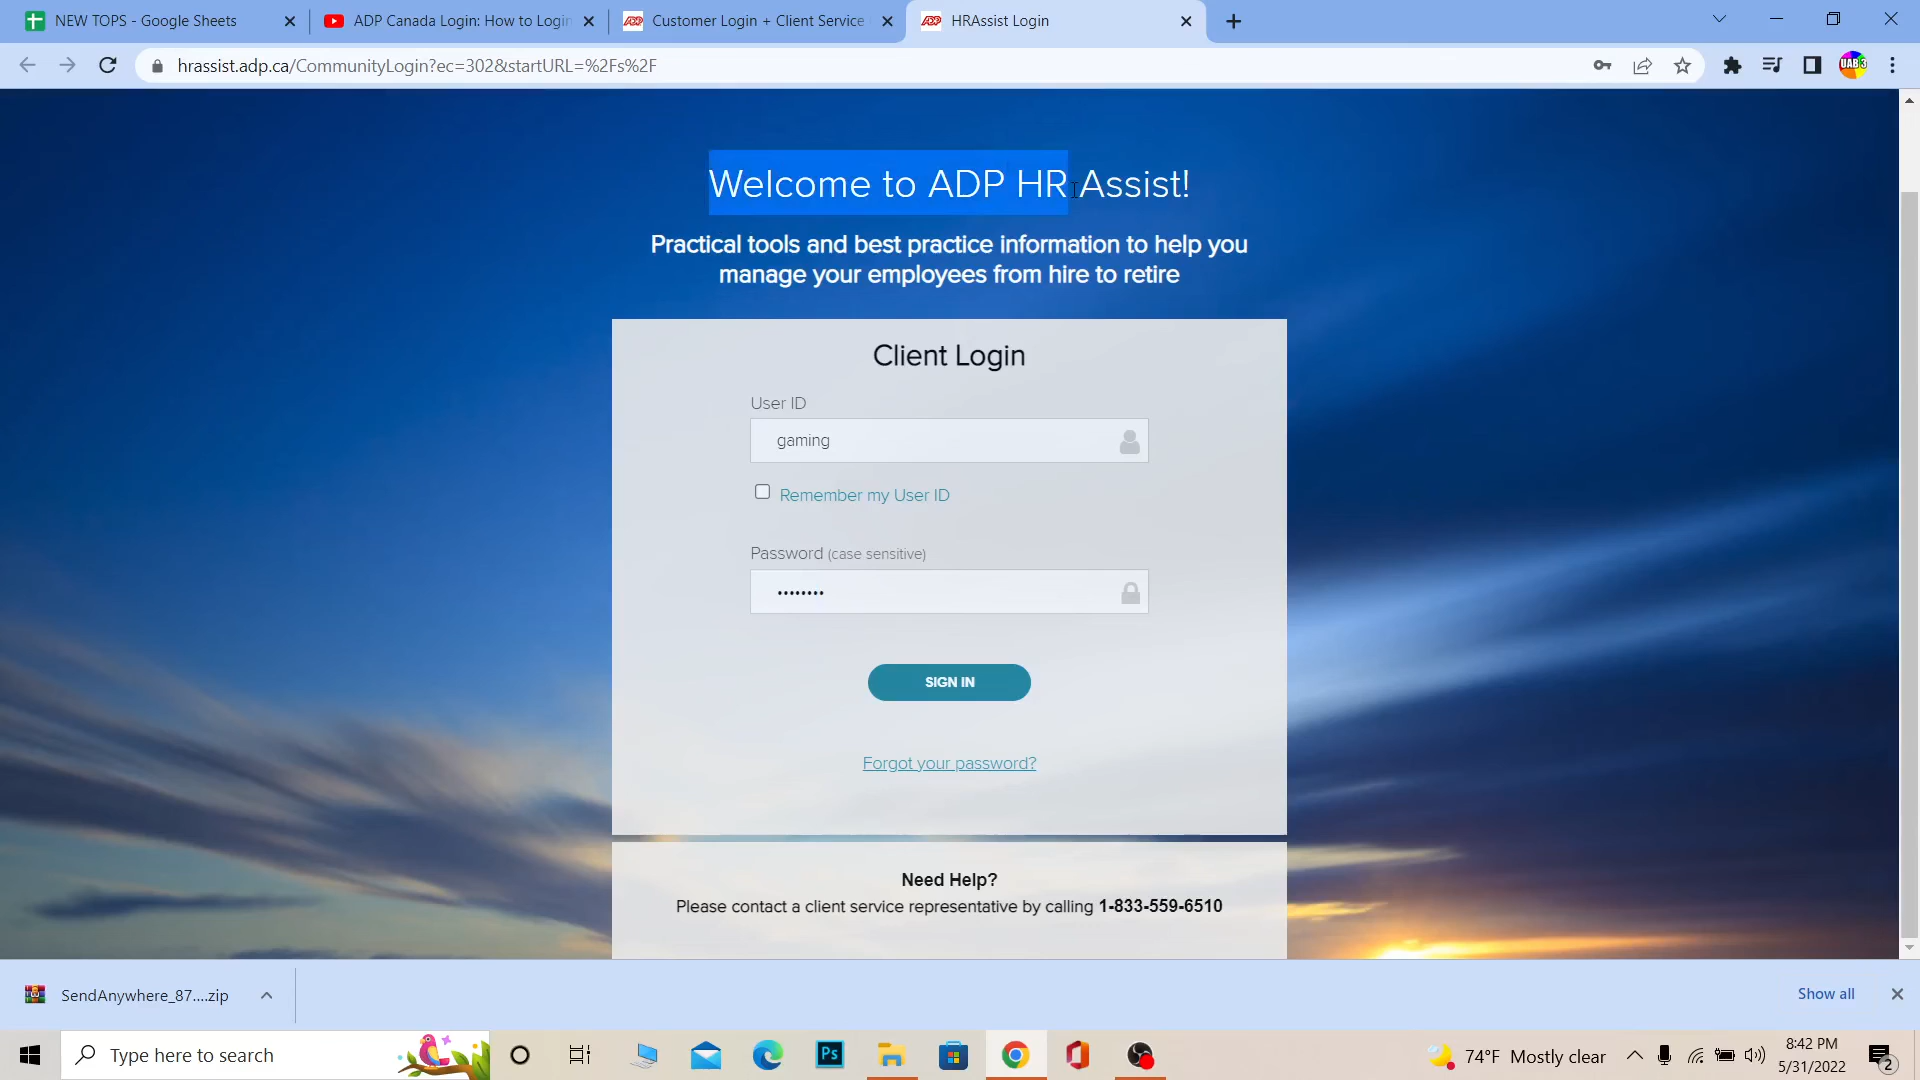 NEW TOPS - Google Sheets
ADP Canada Login: How to Login
Customer Login + Client Service
HRAssist Login
hrassist.adp.ca/CommunityLogin?ec=302&startURL=%2Fs%2F
Welcome to ADP HR Assist!
Practical tools and best practice information to help you
manage your employees from hire to retire
Client Login
User ID
gaming
Remember my User ID
Password (case sensitive)
••••••••
SIGN IN
Forgot your password?
Need Help?
Please contact a client service representative by calling 1-833-559-6510
SendAnywhere_87....zip
Show all
Type here to search
Ps
74°F Mostly clear
8:42 PM
5/31/2022
2